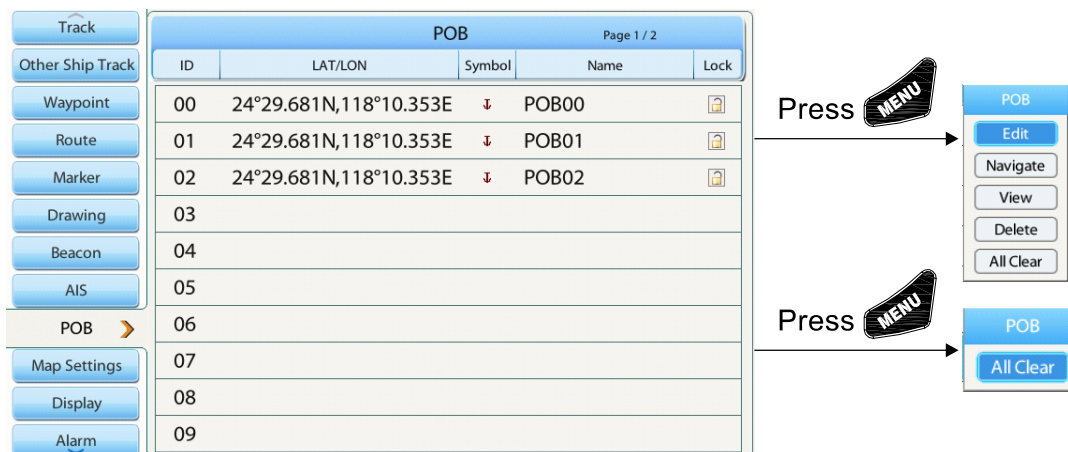 Track
Other Ship Track
Waypoint
Route
Marker
Drawing
Beacon
AIS
POB
Map Settings
Display
Alarm
POB Page 1 / 2
ID LAT/LON Symbol Name Lock
00 24°29.681N,118°10.353E POB00
01 24°29.681N,118°10.353E POB01
02 24°29.681N,118°10.353E POB02
03
04
05
06
07
08
09
Press MENU
POB
Edit
Navigate
View
Delete
All Clear
Press MENU
POB
All Clear